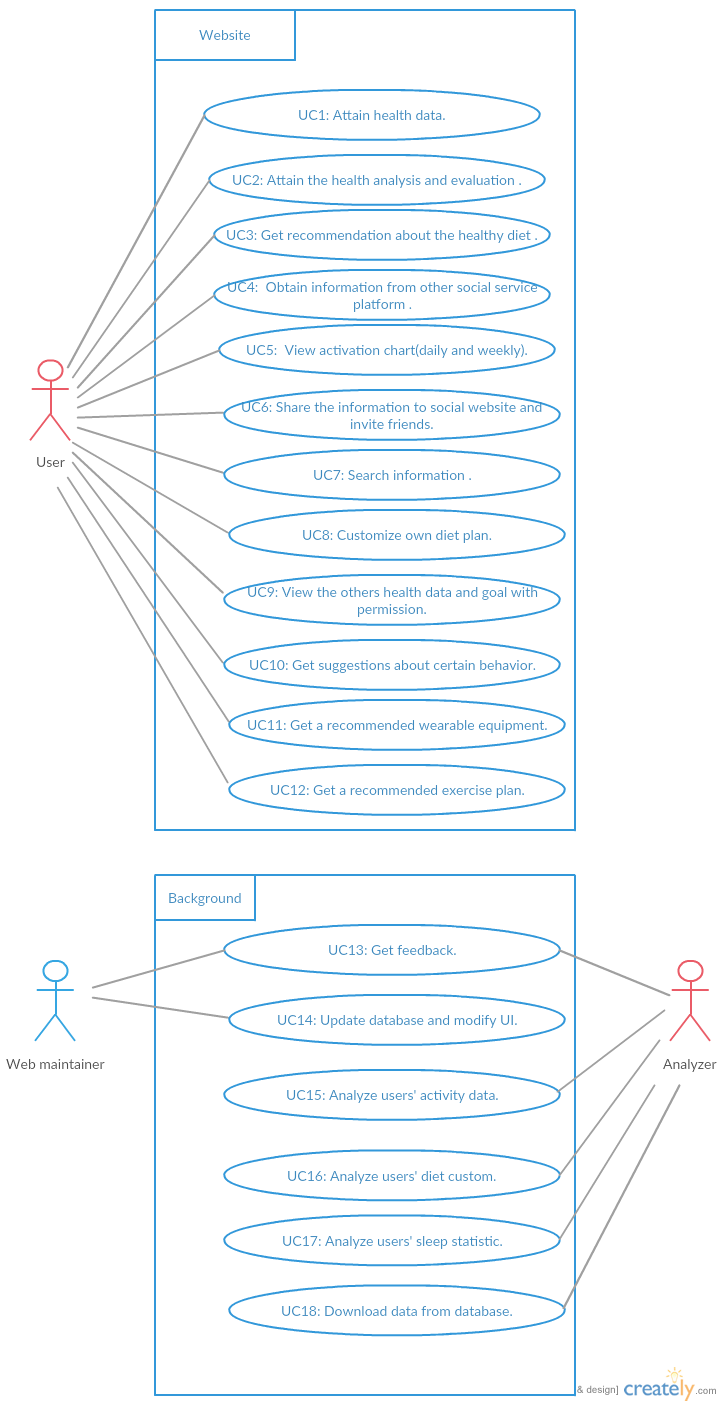 Website
UC1: Attain health data.
UC2: Attain the health analysis and evaluation .
UC3: Get recommendation about the healthy diet .
UC4:  Obtain information from other social service
platform .
UC5:  View activation chart(daily and weekly).
UC6: Share the information to social website and
invite friends.
User
UC7: Search information .
UC8: Customize own diet plan.
UC9: View the others health data and goal with
permission.
UC10: Get suggestions about certain behavior.
UC11: Get a recommended wearable equipment.
UC12: Get a recommended exercise plan.
Background
UC13: Get feedback.
UC14: Update database and modify UI.
Web maintainer
Analyzer
UC15: Analyze users' activity data.
UC16: Analyze users' diet custom.
UC17: Analyze users' sleep statistic.
UC18: Download data from database.
& design] creately.com